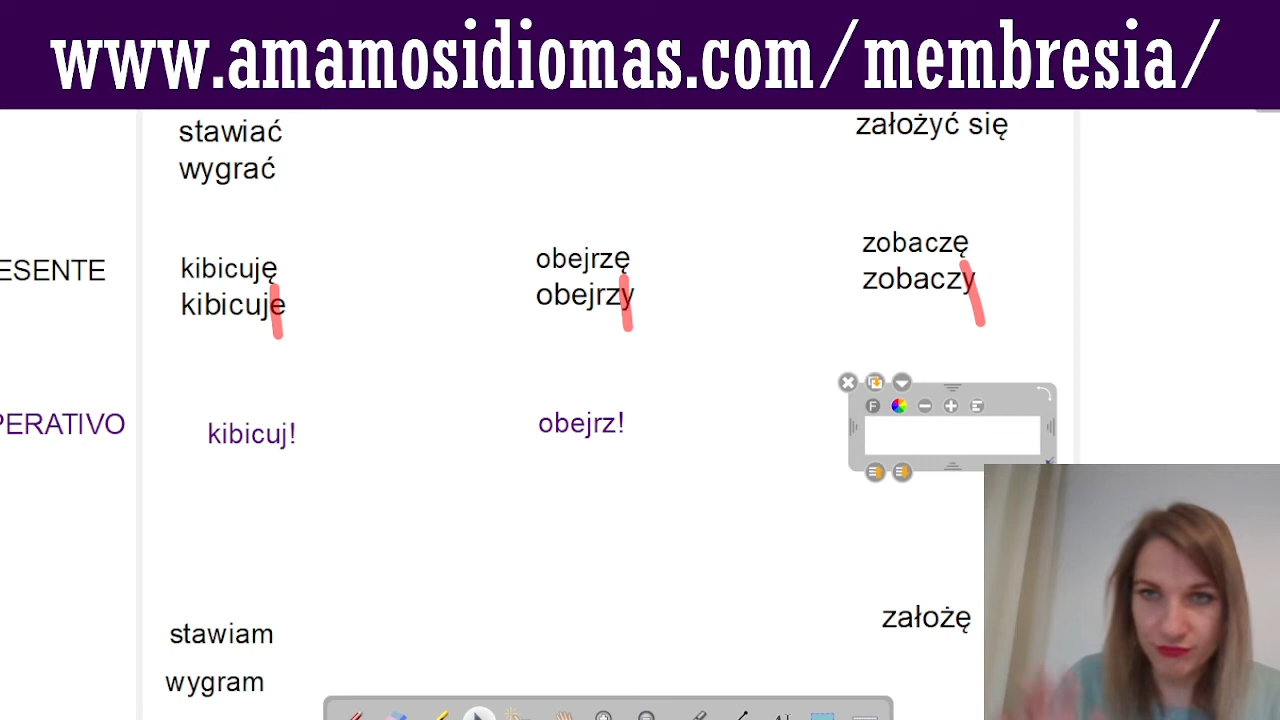 www.amamosidiomas.com/membresia/
stawiać
wygrać
założyć się
ESENTE
kibicuję
kibicuje
obejrzę
obejrzy
zobaczę
zobaczy
PERATIVO
kibicuj!
obejrz!
F
stawiam
wygram
założę